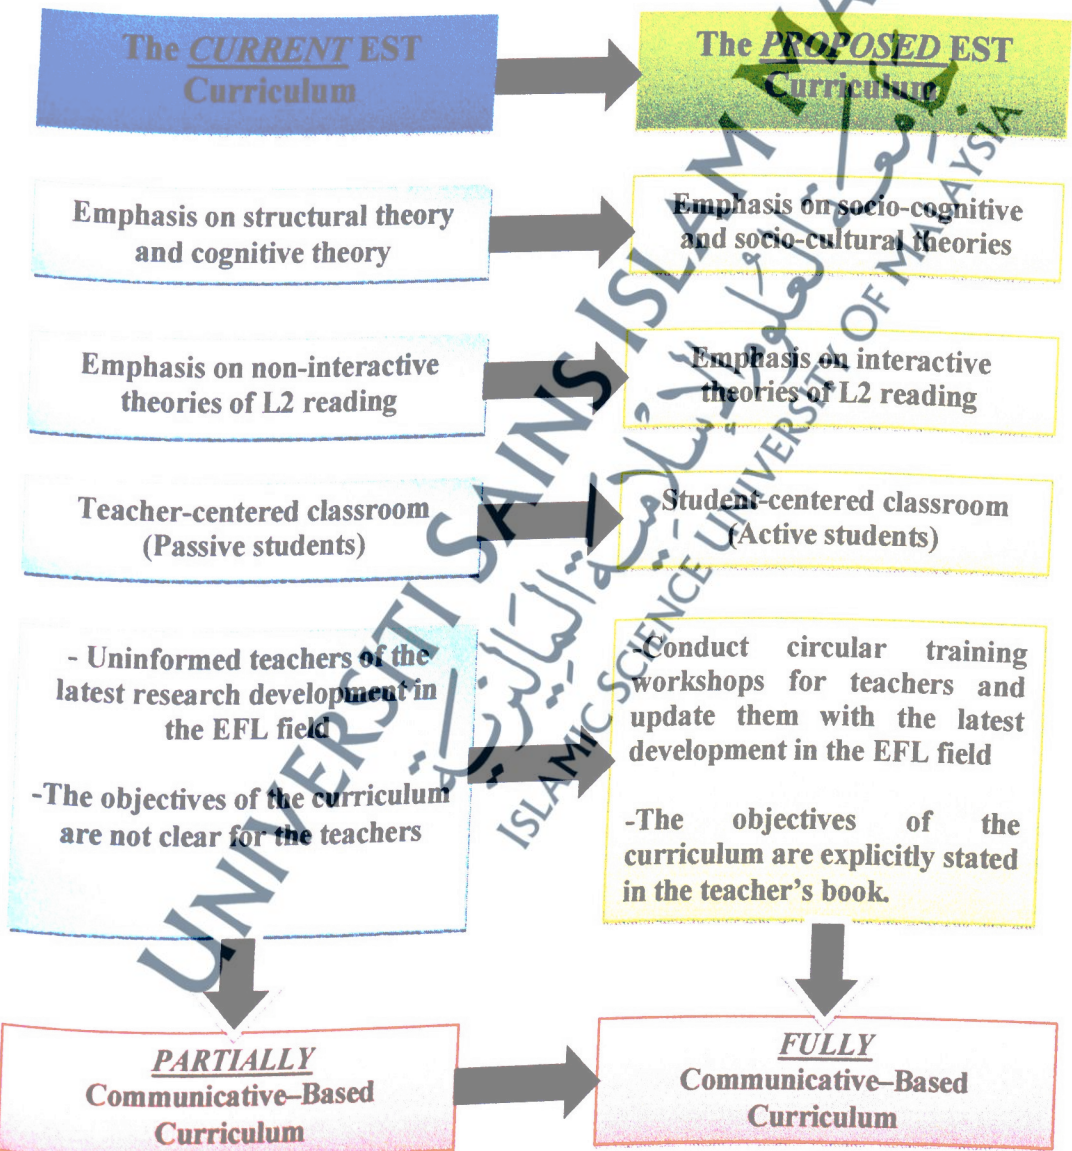 The CURRENT EST
Curriculum
The PROPOSED EST
Curriculum
Emphasis on structural theory
and cognitive theory
Emphasis on socio-cognitive
and socio-cultural theories
Emphasis on non-interactive
theories of L2 reading
Emphasis on interactive
theories of L2 reading
Teacher-centered classroom
(Passive students)
Student-centered classroom
(Active students)
- Uninformed teachers of the
latest research development in
the EFL field
-The objectives of the curriculum
are not clear for the teachers
-Conduct circular training
workshops for teachers and
update them with the latest
development in the EFL field
-The objectives of the
curriculum are explicitly stated
in the teacher's book.
PARTIALLY
Communicative–Based
Curriculum
FULLY
Communicative–Based
Curriculum
UNIVERSITI SAINS ISLAM
جامعة العلوم الإسلامية الماليزية
ISLAMIC SCIENCE UNIVERSITY OF MALAYSIA